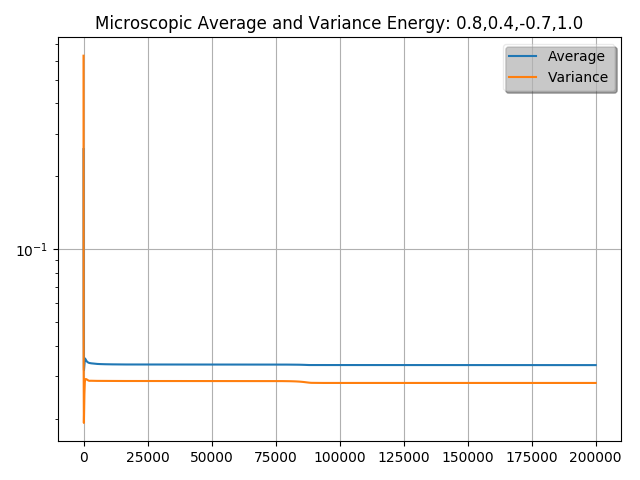 Microscopic Average and Variance Energy: 0.8,0.4,-0.7,1.0
Average
Variance
10⁻¹
0 25000 50000 75000 100000 125000 150000 175000 200000